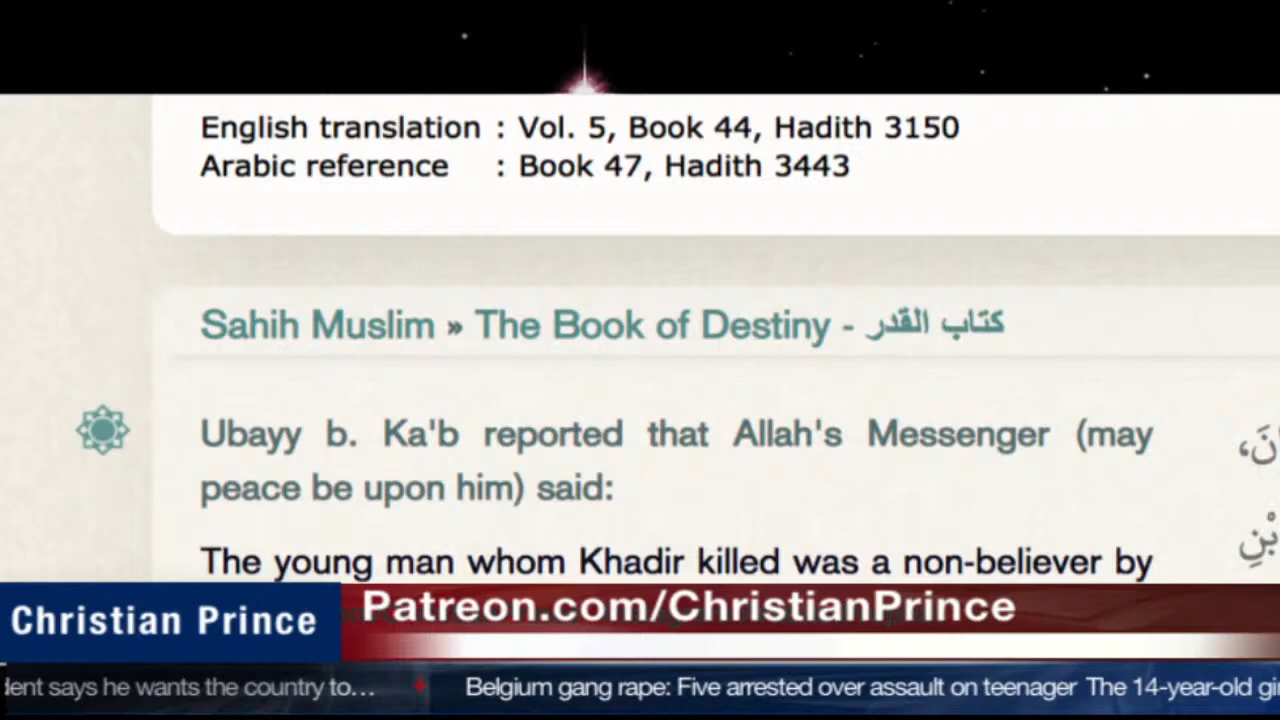 English translation : Vol. 5, Book 44, Hadith 3150
Arabic reference : Book 47, Hadith 3443
Sahih Muslim » The Book of Destiny - كتاب القدر
Ubayy b. Ka'b reported that Allah's Messenger (may
peace be upon him) said:
The young man whom Khadir killed was a non-believer by
Christian Prince
Patreon.com/ChristianPrince
dent says he wants the country to… Belgium gang rape: Five arrested over assault on teenager The 14-year-old gi